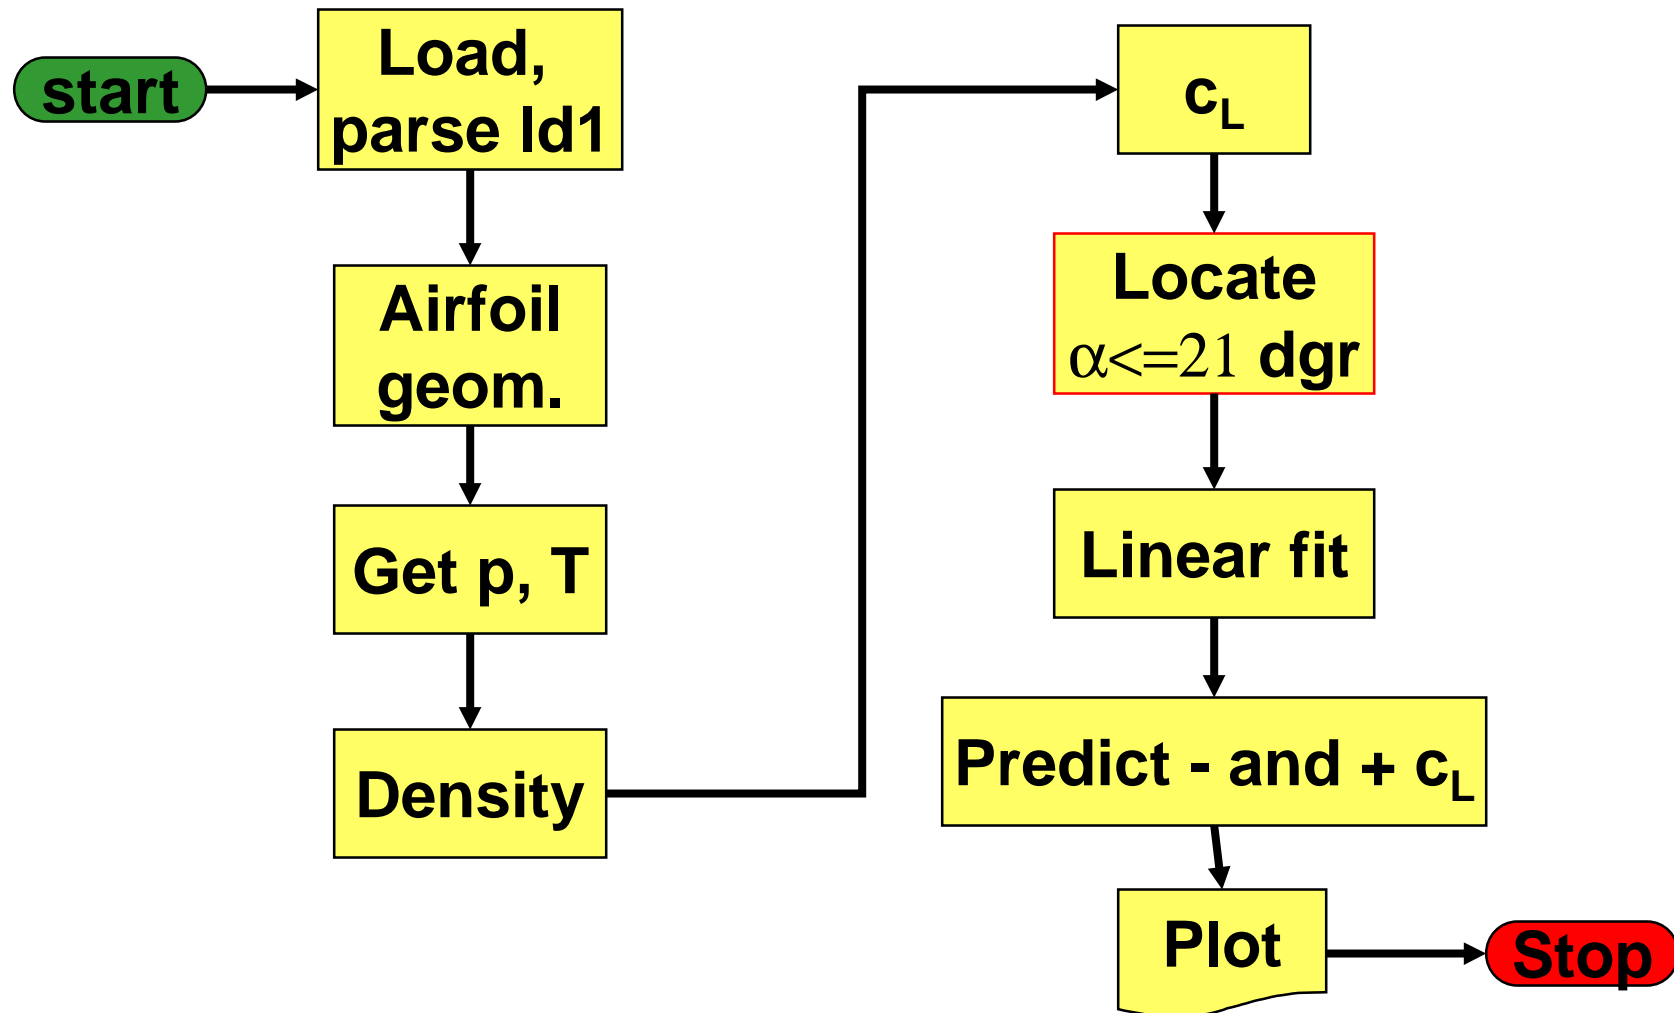 start
Load,
parse ld1
Airfoil
geom.
Get p, T
Density
cL
Locate
α<=21 dgr
Linear fit
Predict - and + cL
Plot
Stop